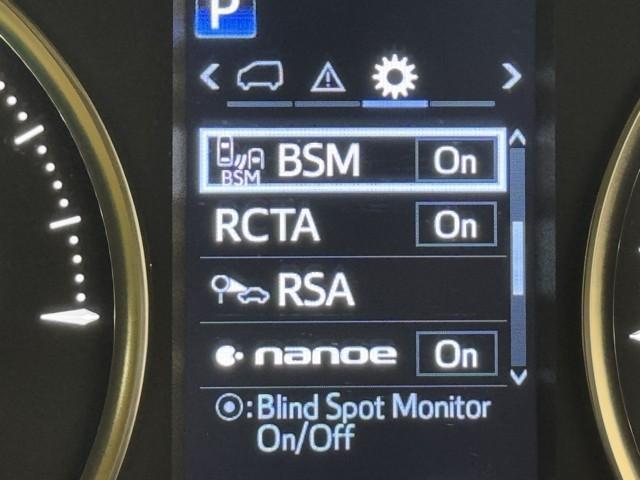 P
BSM BSM On
RCTA On
RSA
nanoe On
:Blind Spot Monitor
On/Off